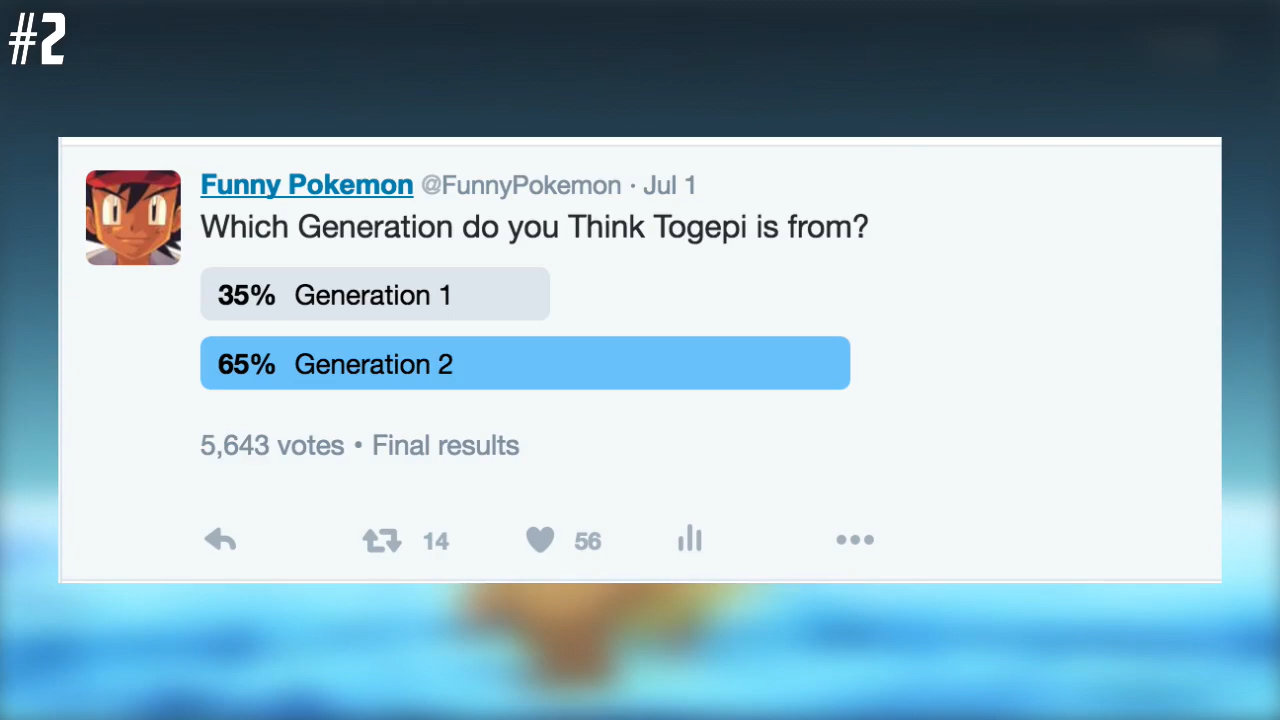 #2
Funny Pokemon @FunnyPokemon · Jul 1
Which Generation do you Think Togepi is from?
35% Generation 1
65% Generation 2
5,643 votes • Final results
14 56